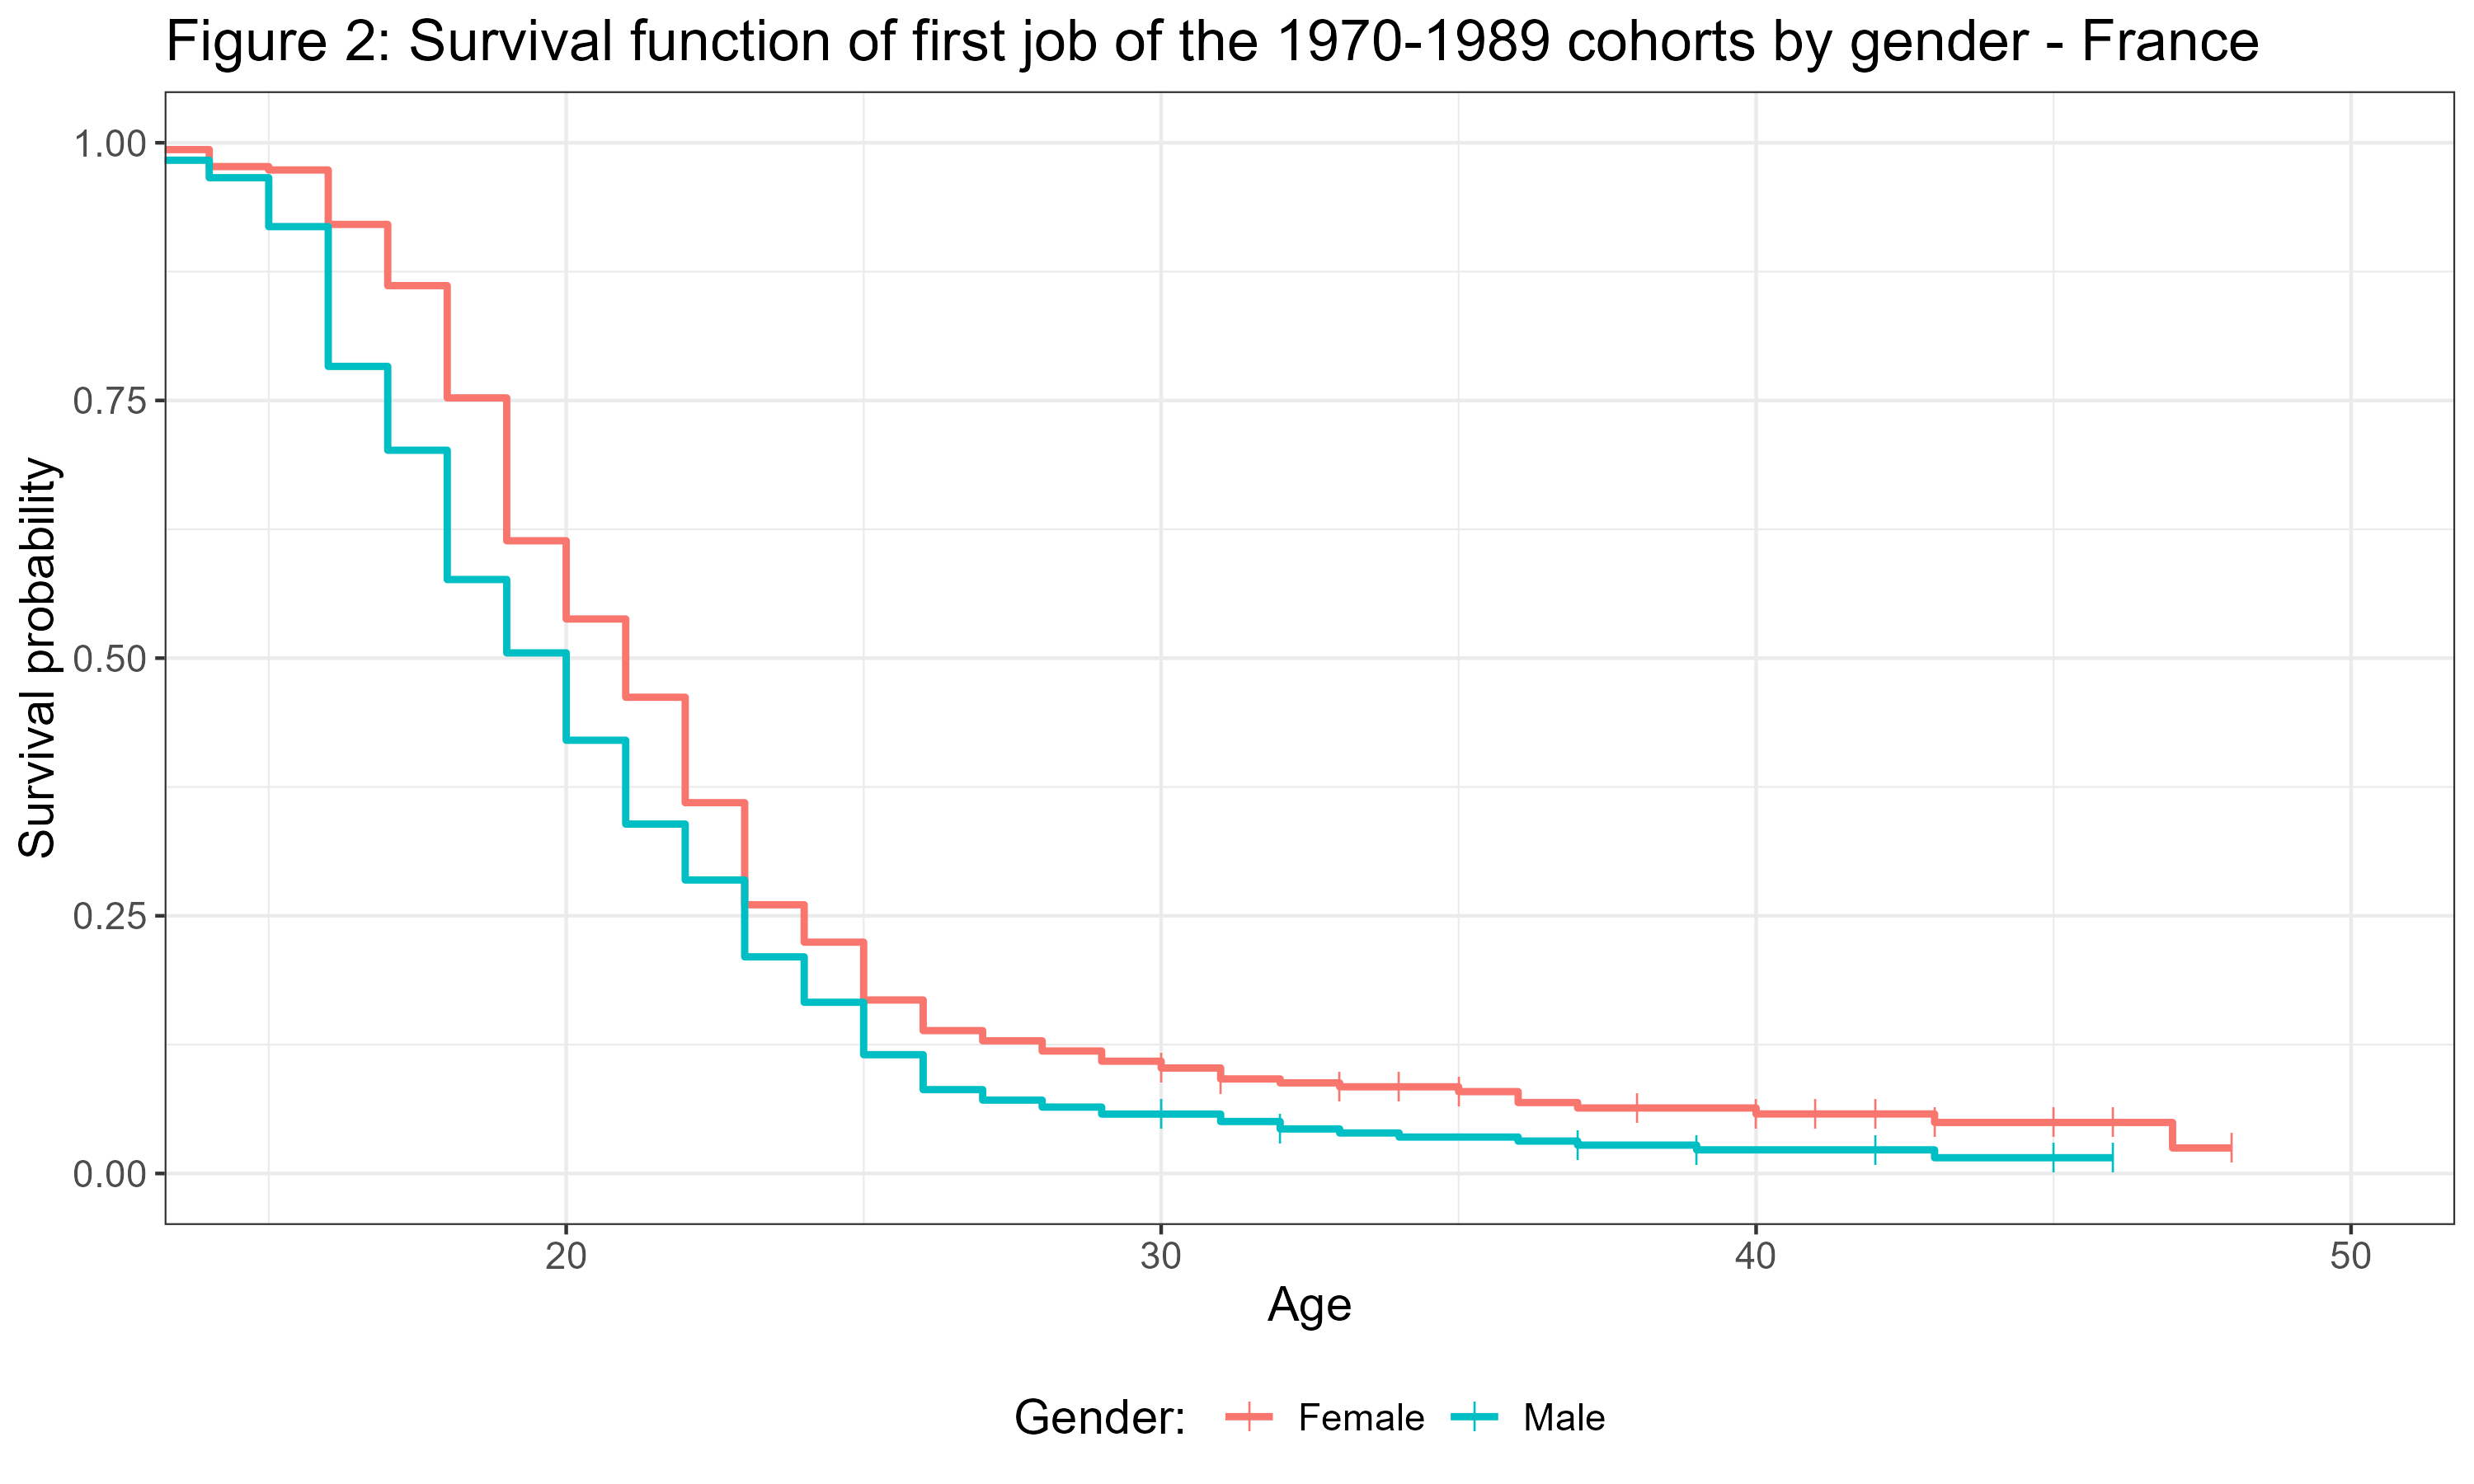 Figure 2: Survival function of first job of the 1970-1989 cohorts by gender - France
1.00
0.75
0.50
0.25
0.00
Survival probability
20 30 40 50
Age
Gender: Female Male